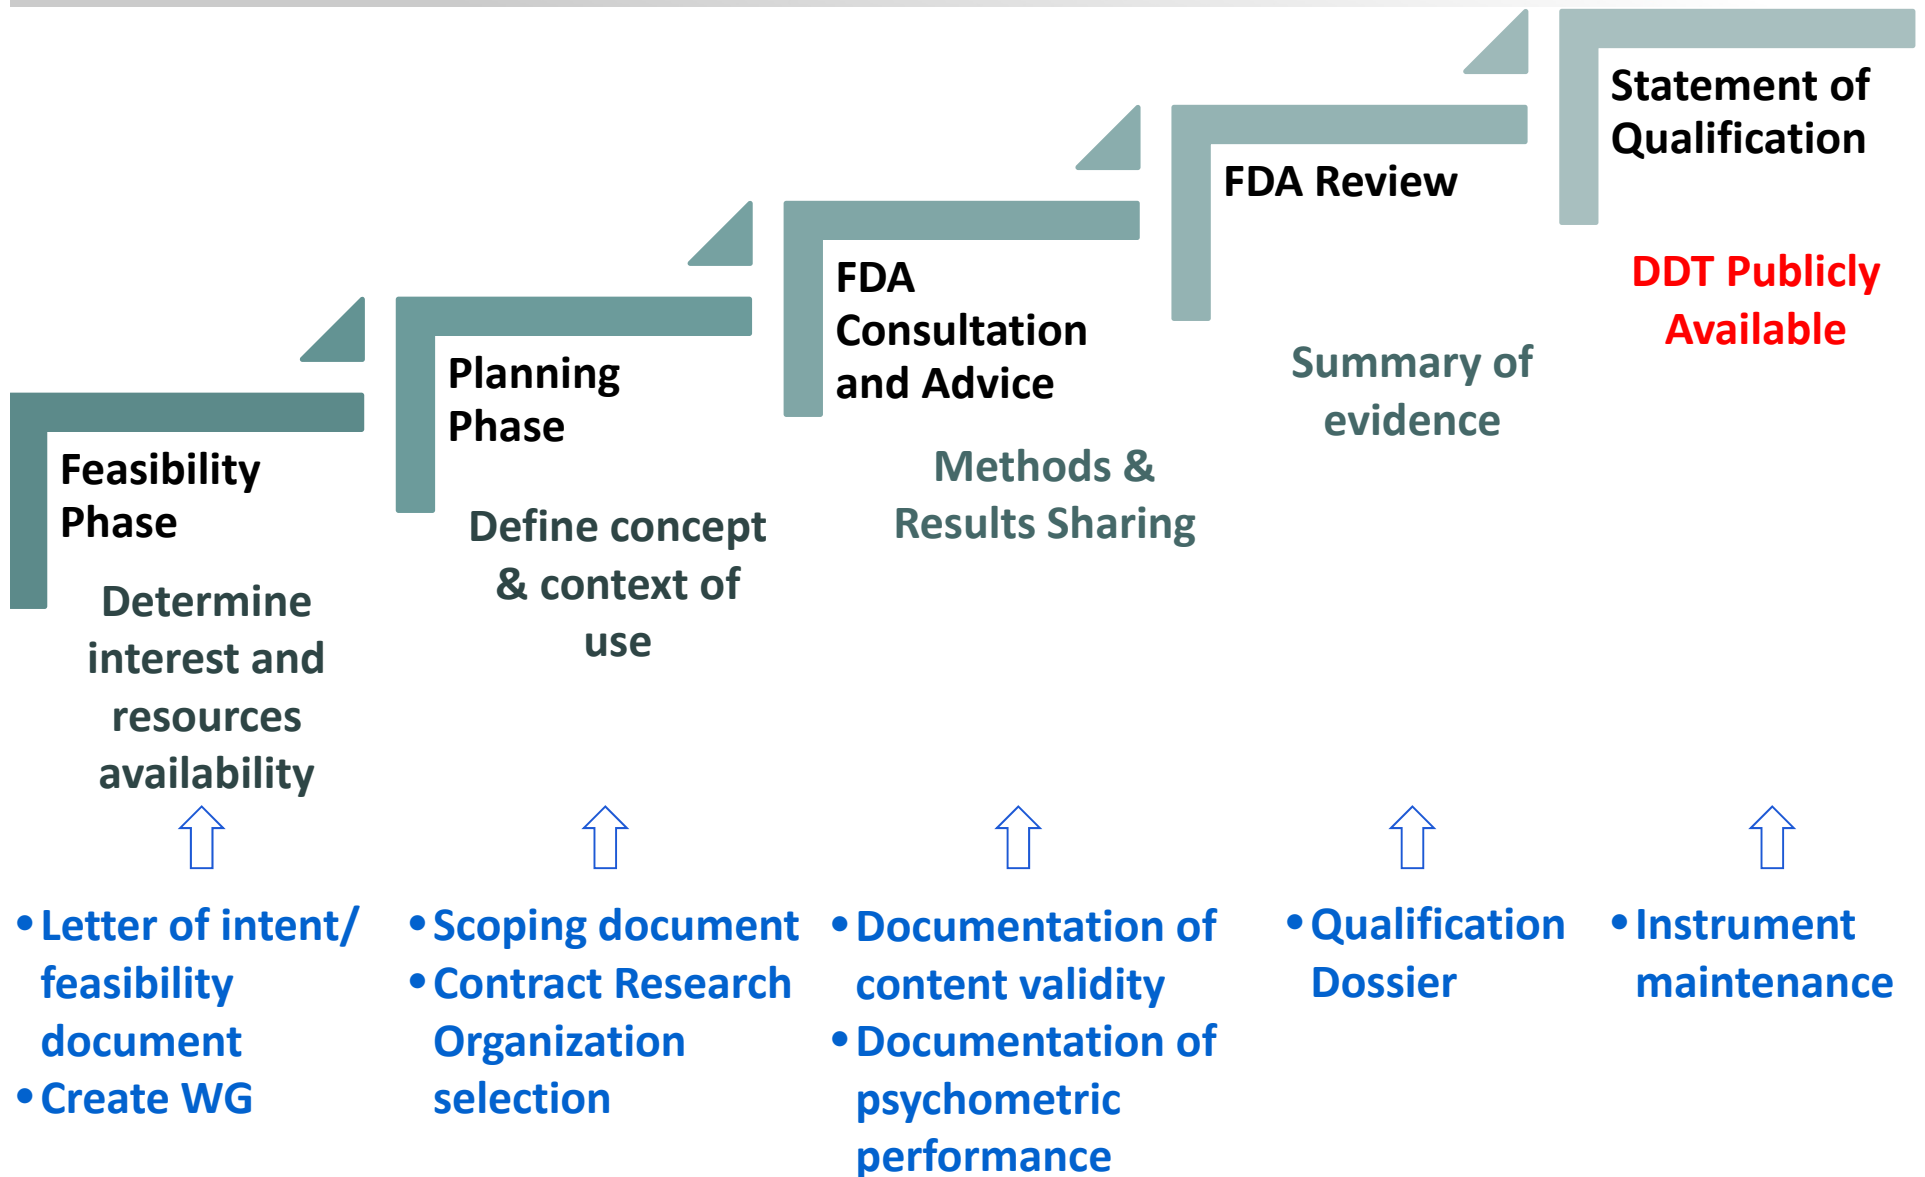 Feasibility
Phase
Determine
interest and
resources
availability
• Letter of intent/
feasibility
document
• Create WG
Planning
Phase
Define concept
& context of
use
• Scoping document
• Contract Research
Organization
selection
FDA
Consultation
and Advice
Methods &
Results Sharing
• Documentation of
content validity
• Documentation of
psychometric
performance
FDA Review
Summary of
evidence
• Qualification
Dossier
Statement of
Qualification
DDT Publicly
Available
• Instrument
maintenance